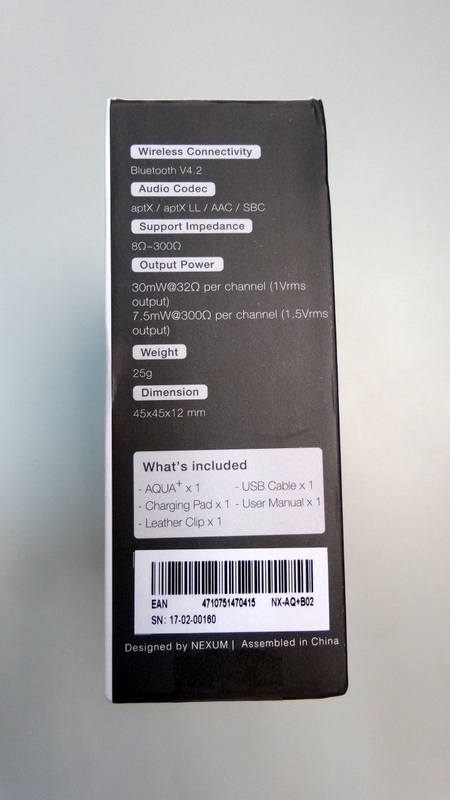 Wireless Connectivity
Bluetooth V4.2
Audio Codec
aptX / aptX LL / AAC / SBC
Support Impedance
8Ω~300Ω
Output Power
30mW@32Ω per channel (1Vrms
output)
7.5mW@300Ω per channel (1.5Vrms
output)
Weight
25g
Dimension
45x45x12 mm
What's included
- AQUA+ x 1 - USB Cable x 1
- Charging Pad x 1 - User Manual x 1
- Leather Clip x 1
EAN 4710751470415 NX-AQ+B02
SN: 17-02-00160
Designed by NEXUM | Assembled in China